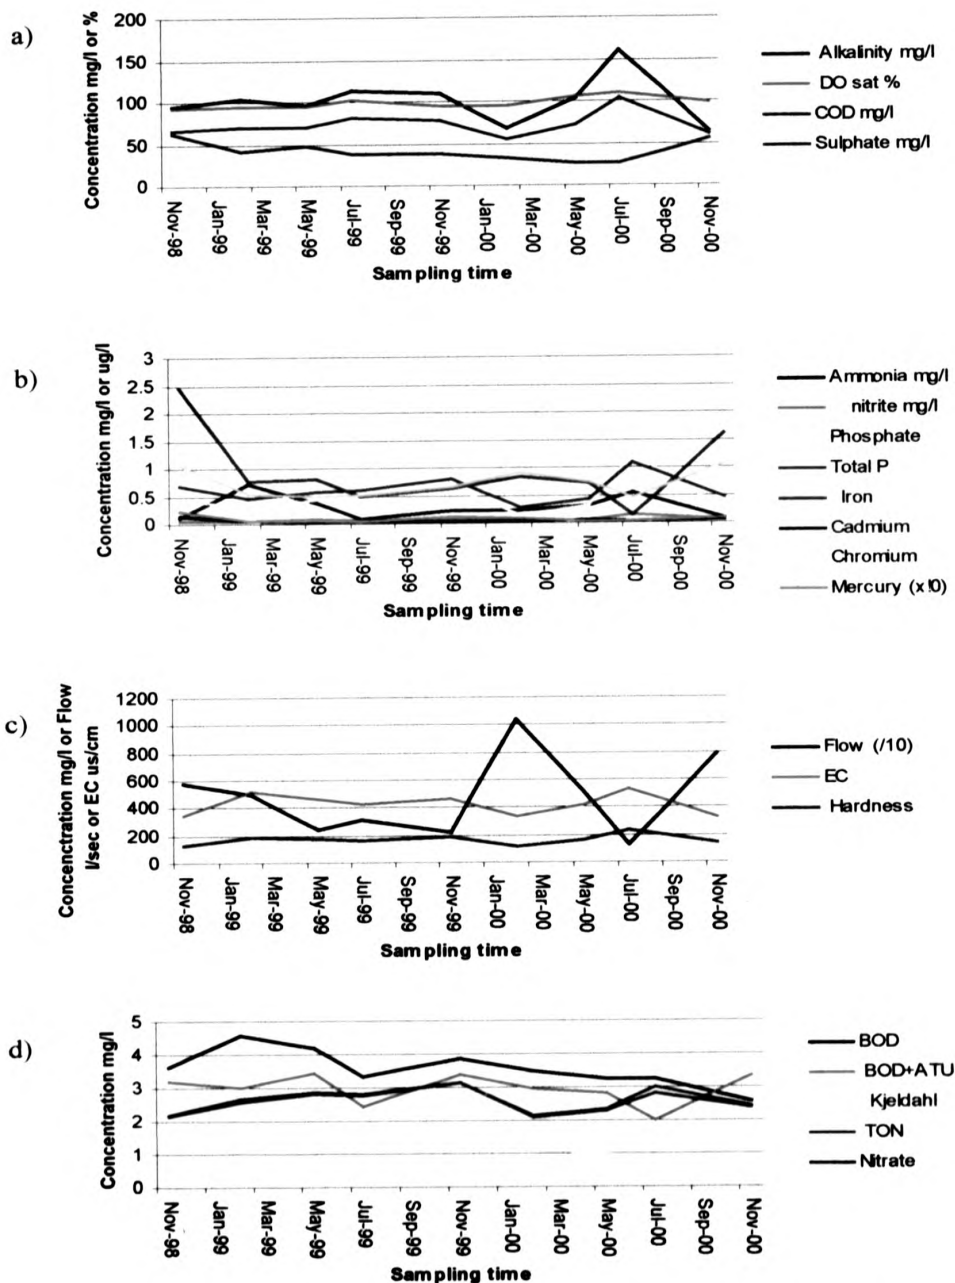 a)
Concentration mg/l or %
200
150
100
50
0
Nov-98
Jan-99
Mar-99
May-99
Jul-99
Sep-99
Nov-99
Jan-00
Mar-00
May-00
Jul-00
Sep-00
Nov-00
Sampling time
Alkalinity mg/l
DO sat %
COD mg/l
Sulphate mg/l
b)
Concentration mg/l or ug/l
3
2.5
2
1.5
1
0.5
0
Nov-98
Jan-99
Mar-99
May-99
Jul-99
Sep-99
Nov-99
Jan-00
Mar-00
May-00
Jul-00
Sep-00
Nov-00
Sampling time
Ammonia mg/l
nitrite mg/l
Phosphate
Total P
Iron
Cadmium
Chromium
Mercury (x10)
c)
Concenctration mg/l or Flow
l/sec or EC us/cm
1200
1000
800
600
400
200
0
Nov-98
Jan-99
Mar-99
May-99
Jul-99
Sep-99
Nov-99
Jan-00
Mar-00
May-00
Jul-00
Sep-00
Nov-00
Sampling time
Flow (/10)
EC
Hardness
d)
Concentration mg/l
5
4
3
2
1
0
Nov-98
Jan-99
Mar-99
May-99
Jul-99
Sep-99
Nov-99
Jan-00
Mar-00
May-00
Jul-00
Sep-00
Nov-00
Sampling time
BOD
BOD+ATU
Kjeldahl
TON
Nitrate